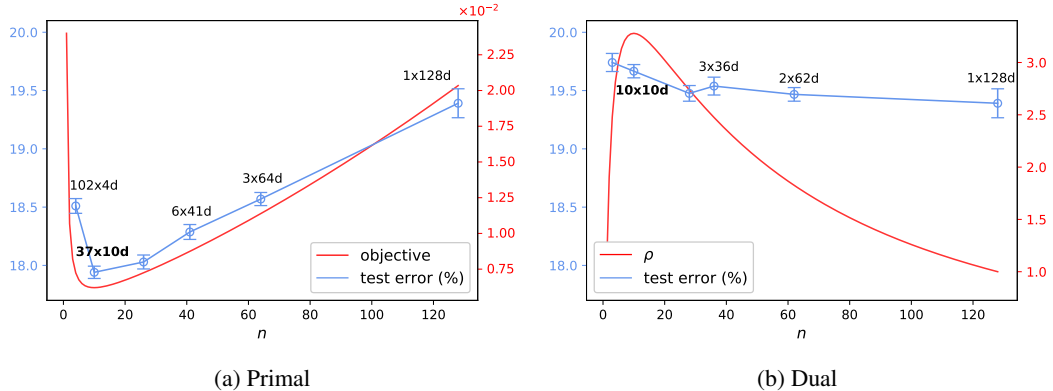 ×10⁻²
20.0
19.5
19.0
18.5
18.0
102x4d
37x10d
6x41d
3x64d
1x128d
2.25
2.00
1.75
1.50
1.25
1.00
0.75
objective
test error (%)
0 20 40 60 80 100 120
n
(a) Primal
20.0
19.5
19.0
18.5
18.0
10x10d
3x36d
2x62d
1x128d
3.0
2.5
2.0
1.5
1.0
ρ
test error (%)
0 20 40 60 80 100 120
n
(b) Dual